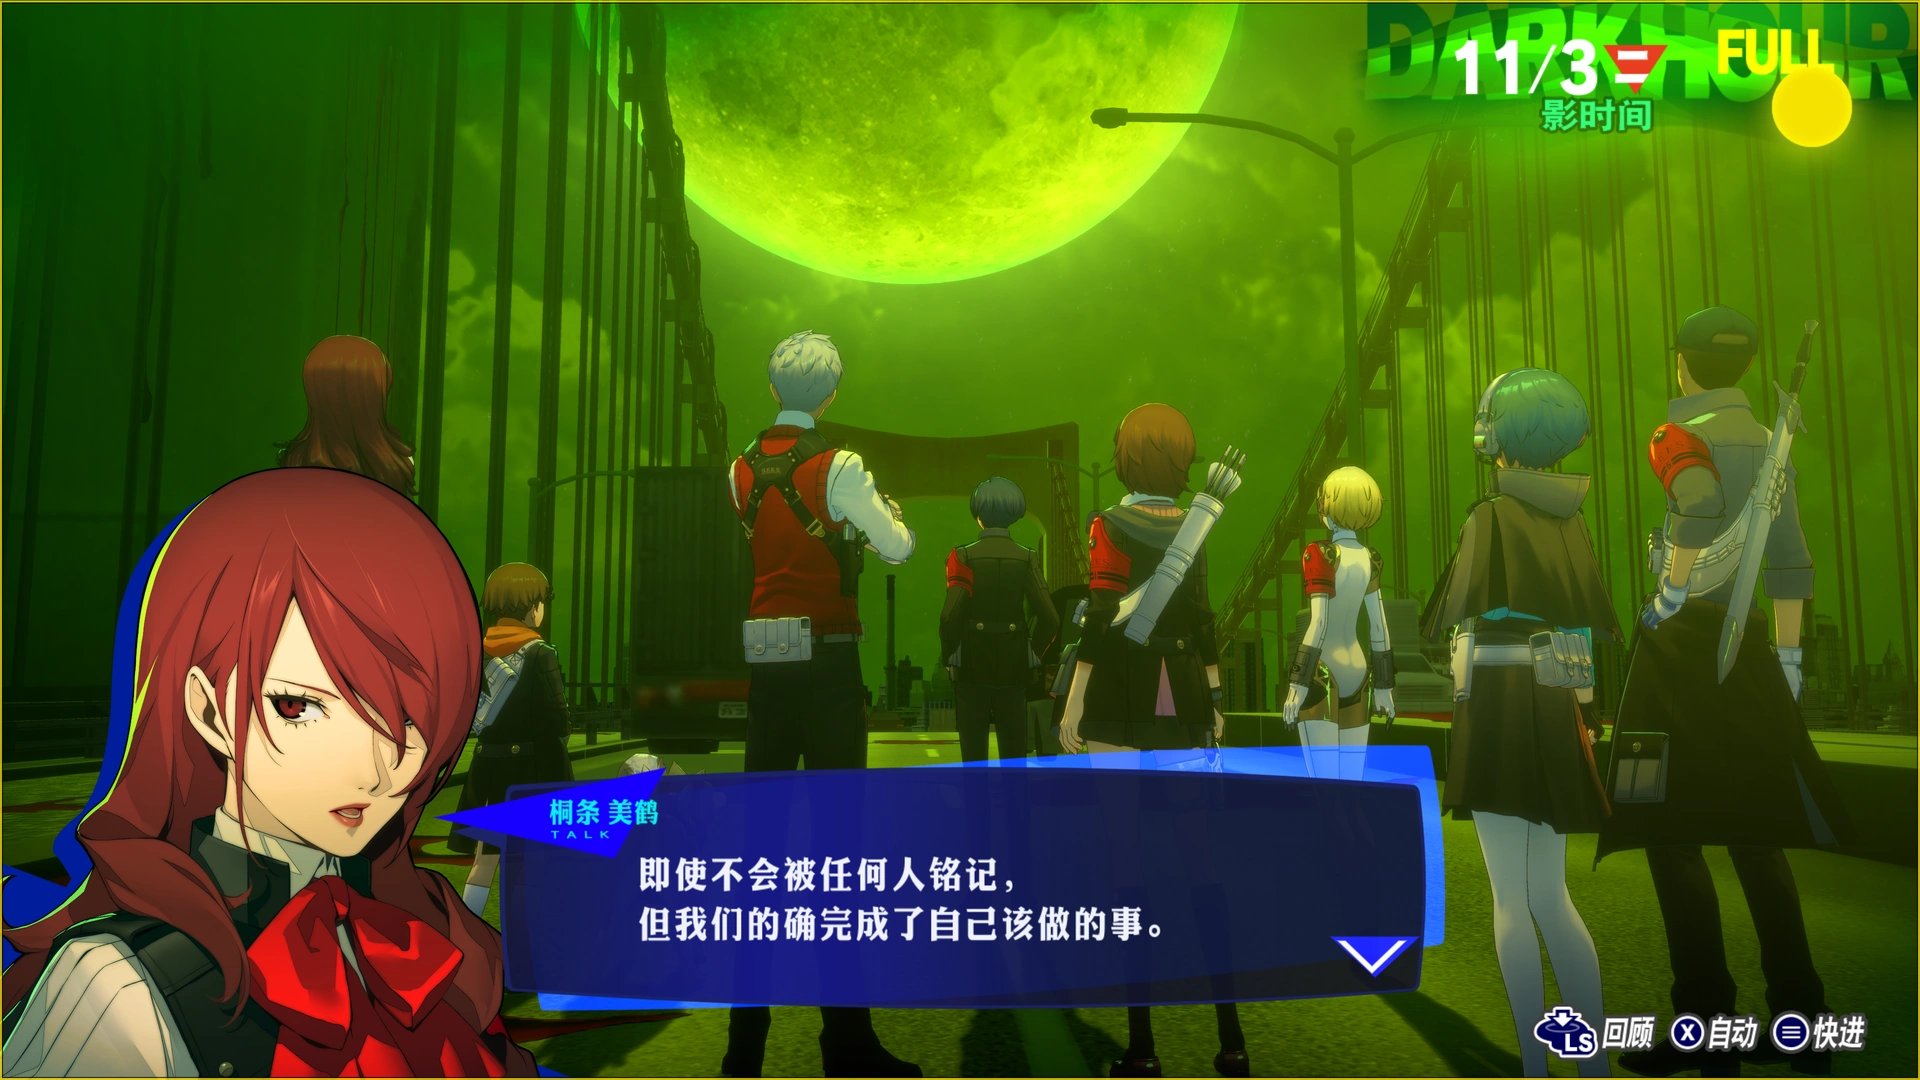 DARK HOUR
11/3 二
FULL
影时间
桐条 美鹤
TALK
即使不会被任何人铭记，
但我们的确完成了自己该做的事。
LS 回顾 X 自动 快进